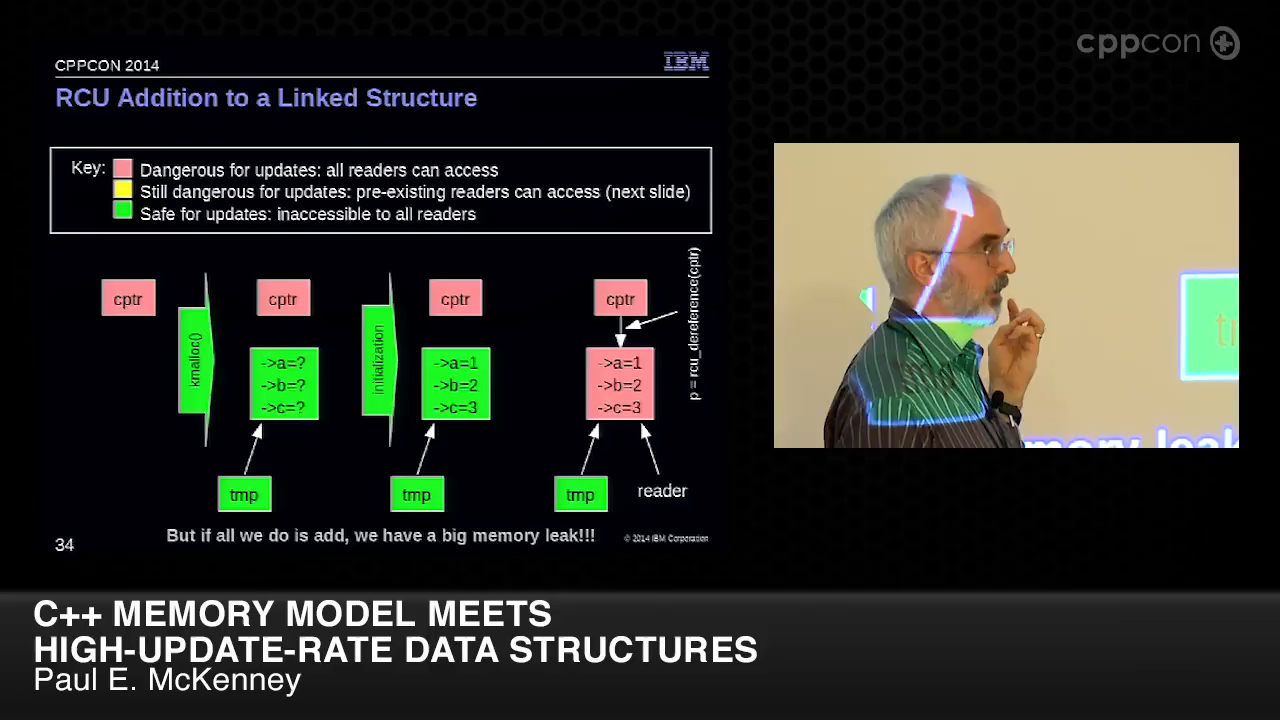 cppcon
CPPCON 2014
IBM
RCU Addition to a Linked Structure
Key:
Dangerous for updates: all readers can access
Still dangerous for updates: pre-existing readers can access (next slide)
Safe for updates: inaccessible to all readers
cptr
kmalloc()
cptr
->a=?
->b=?
->c=?
tmp
initialization
cptr
->a=1
->b=2
->c=3
tmp
cptr
p = rcu_dereference(cptr)
->a=1
->b=2
->c=3
tmp
reader
But if all we do is add, we have a big memory leak!!!
© 2014 IBM Corporation
34
mory leak
C++ MEMORY MODEL MEETS
HIGH-UPDATE-RATE DATA STRUCTURES
Paul E. McKenney